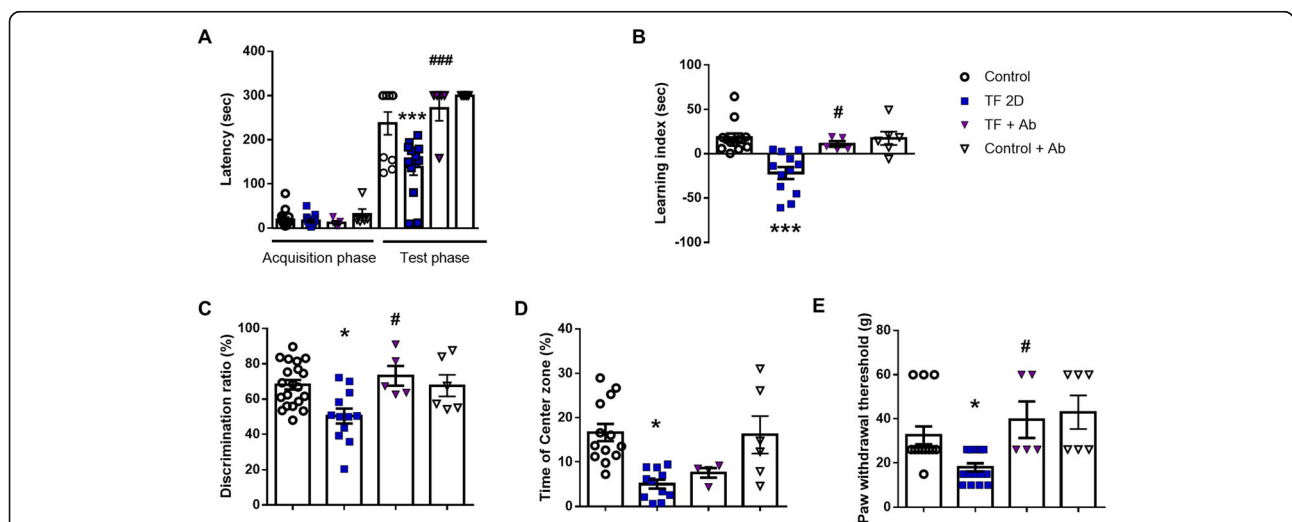 A
Latency (sec)
400
300
200
100
0
***
###
Acquisition phase
Test phase
B
Learning index (sec)
100
50
0
-50
-100
***
#
Control
TF 2D
TF + Ab
Control + Ab
C
Discrimination ratio (%)
100
80
60
40
20
0
*
#
D
Time of Center zone (%)
40
30
20
10
0
*
E
Paw withdrawal thereshold (g)
80
60
40
20
0
*
#